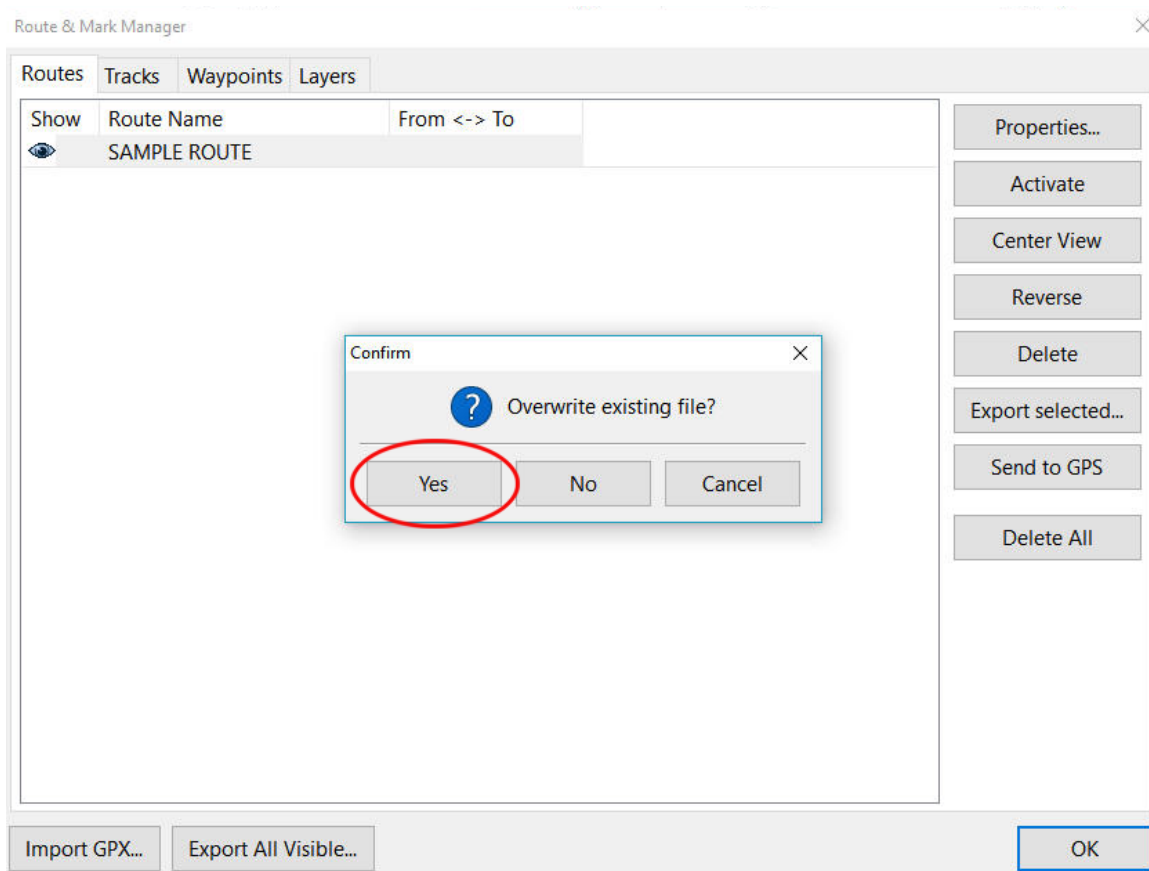 Route & Mark Manager
Routes Tracks Waypoints Layers
Show Route Name From <-> To
SAMPLE ROUTE
Properties...
Activate
Center View
Reverse
Delete
Export selected...
Send to GPS
Delete All
Confirm
? Overwrite existing file?
Yes No Cancel
Import GPX... Export All Visible... OK